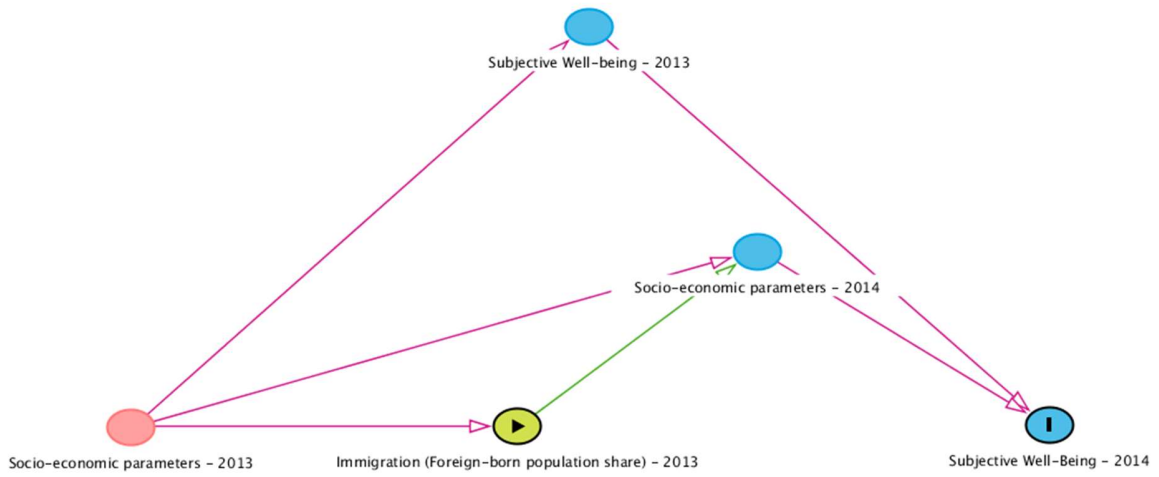 Subjective Well-being - 2013
Socio-economic parameters - 2014
Socio-economic parameters - 2013
Immigration (Foreign-born population share) - 2013
Subjective Well-Being - 2014